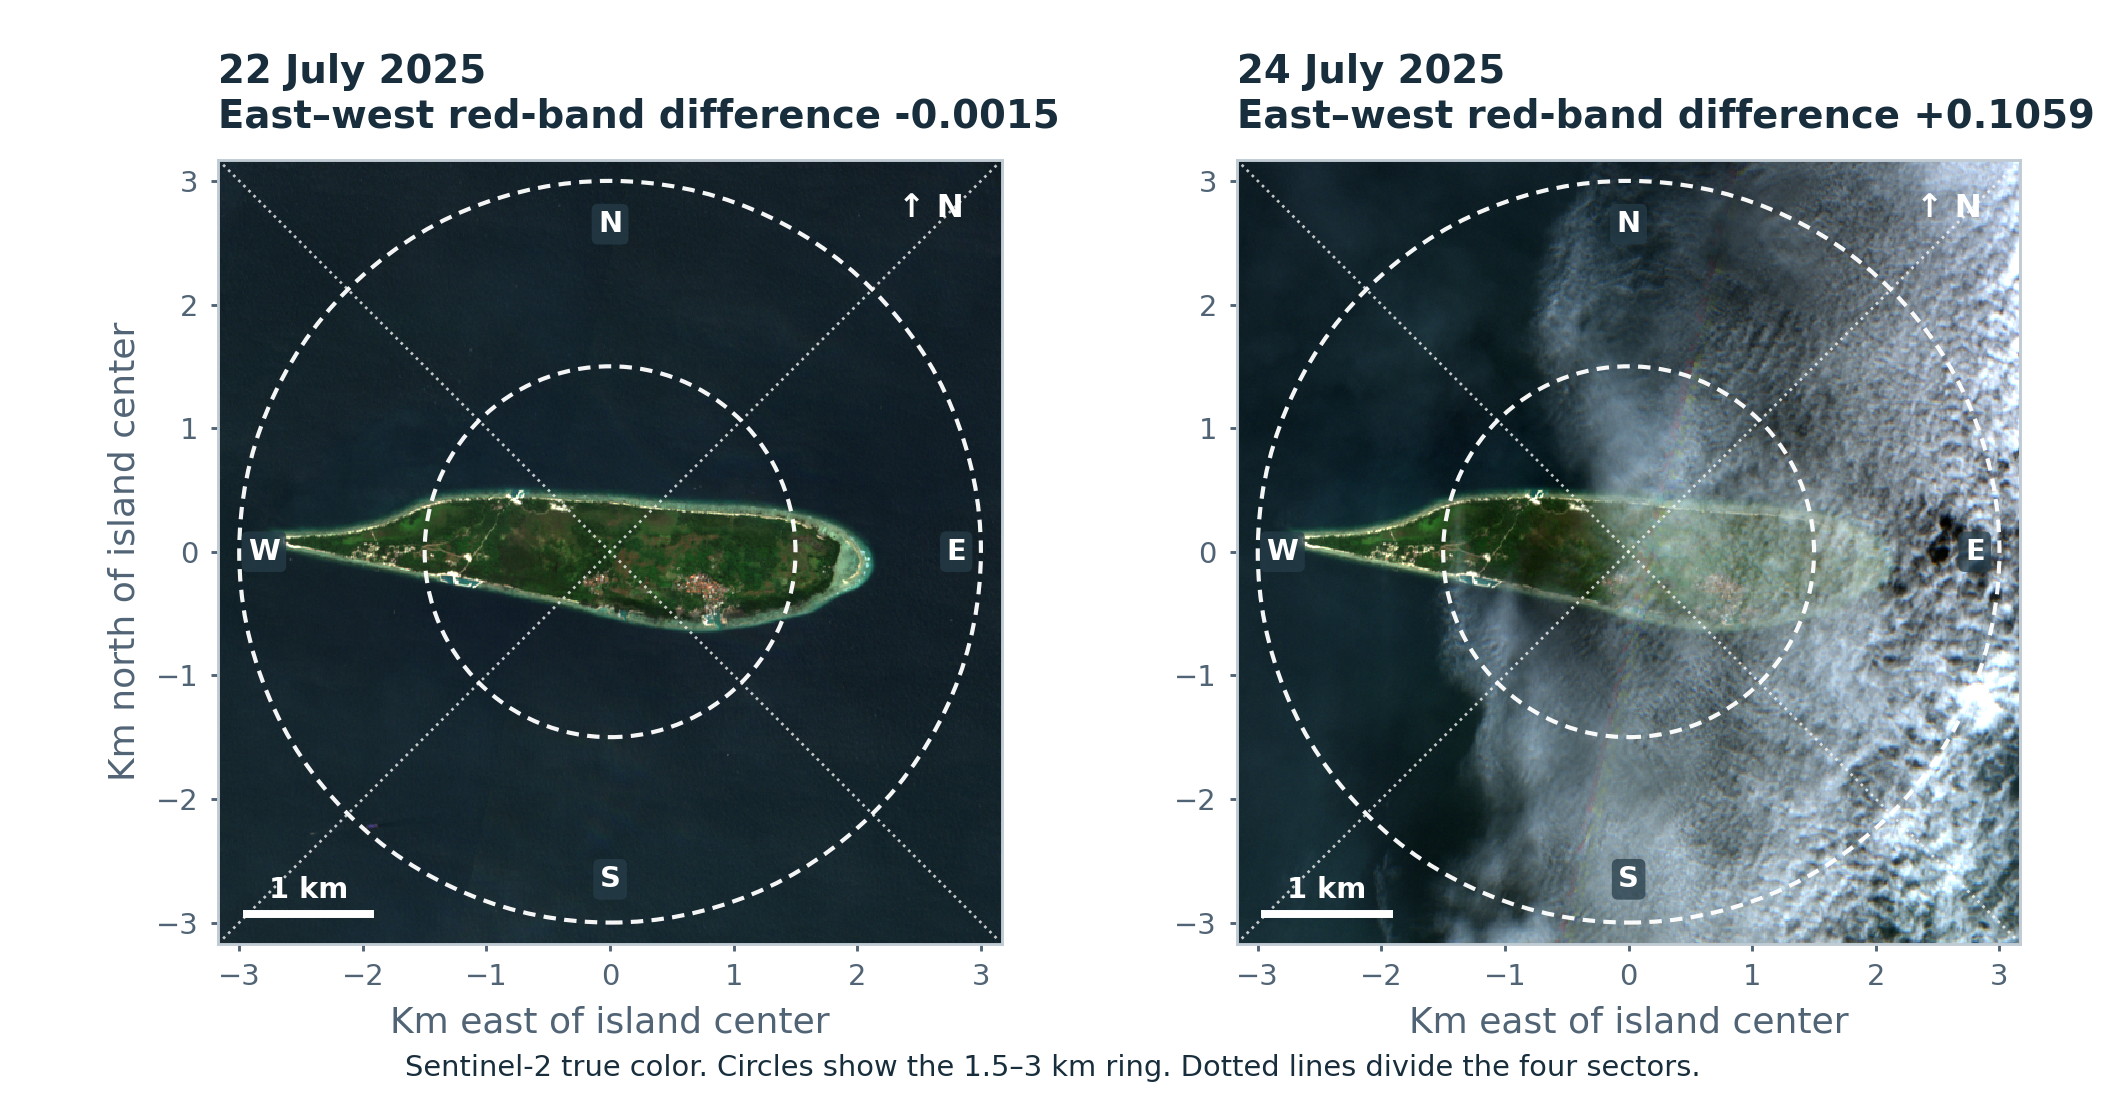 22 July 2025
East–west red-band difference -0.0015
24 July 2025
East–west red-band difference +0.1059
Km north of island center
3
2
1
0
−1
−2
−3
N
↑ N
W
E
S
1 km
−3 −2 −1 0 1 2 3
Km east of island center
3
2
1
0
−1
−2
−3
N
↑ N
W
E
S
1 km
−3 −2 −1 0 1 2 3
Km east of island center
Sentinel-2 true color. Circles show the 1.5–3 km ring. Dotted lines divide the four sectors.